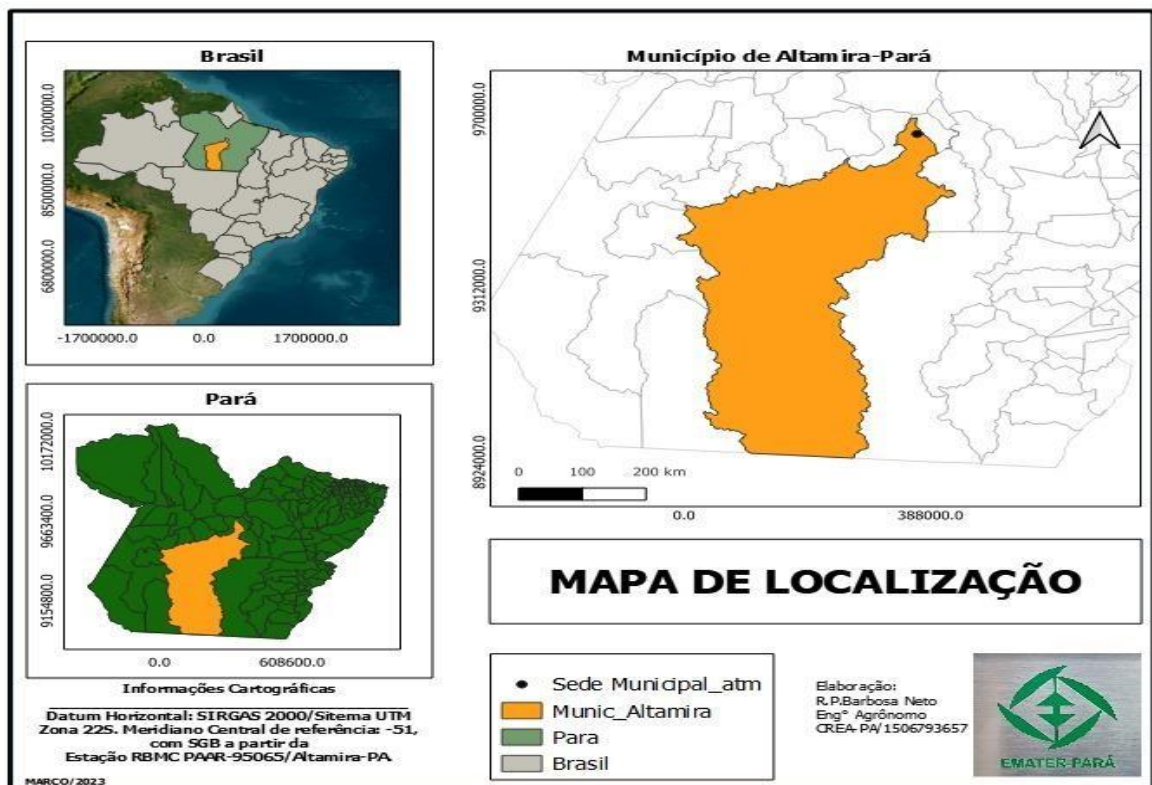 Brasil
10200000.0
8500000.0
6800000.0
-1700000.0 0.0 1700000.0
Município de Altamira-Pará
9700000.0
9312000.0
8924000.0
0 100 200 km
0.0 388000.0
Pará
10172000.0
9663400.0
9154800.0
0.0 608600.0
Informações Cartográficas
Datum Horizontal: SIRGAS 2000/Sitema UTM
Zona 22S. Meridiano Central de referência: -51,
com SGB a partir da
Estação RBMC PAAR-95065/Altamira-PA.
MARÇO/2023
MAPA DE LOCALIZAÇÃO
Sede Municipal_atm
Munic_Altamira
Para
Brasil
Elaboração:
R.P.Barbosa Neto
Engº Agrônomo
CREA-PA/1506793657
EMATER-PARÁ